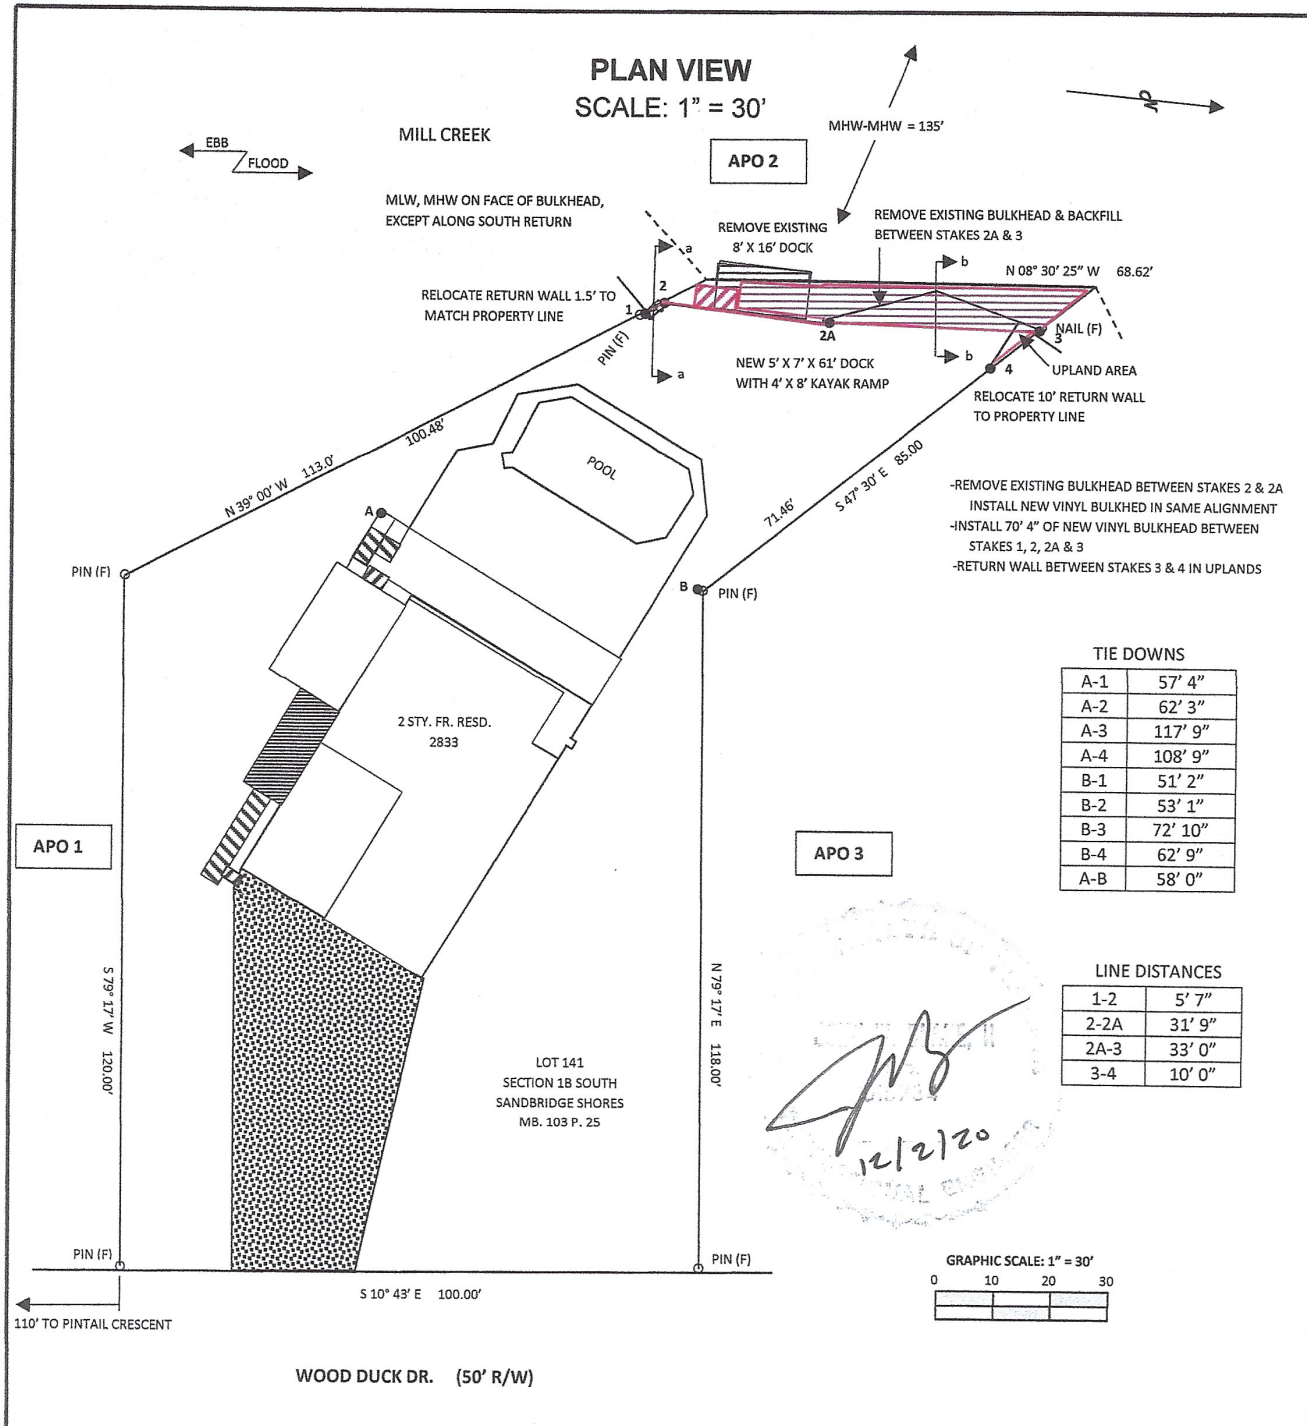 PLAN VIEW
SCALE: 1” = 30’
NO
MHW-MHW = 135’
MILL CREEK
EBB
FLOOD
APO 2
MLW, MHW ON FACE OF BULKHEAD,
EXCEPT ALONG SOUTH RETURN
REMOVE EXISTING
8’ X 16’ DOCK
REMOVE EXISTING BULKHEAD & BACKFILL
BETWEEN STAKES 2A & 3
a
b
N 08° 30’ 25” W 68.62’
RELOCATE RETURN WALL 1.5’ TO
MATCH PROPERTY LINE
1
2
2A
NAIL (F)
3
PIN (F)
a
b
NEW 5’ X 7’ X 61’ DOCK
WITH 4’ X 8’ KAYAK RAMP
4
UPLAND AREA
RELOCATE 10’ RETURN WALL
TO PROPERTY LINE
N 39° 00’ W 113.0’
100.48’
POOL
71.46’
S 47° 30’ E 85.00
-REMOVE EXISTING BULKHEAD BETWEEN STAKES 2 & 2A
INSTALL NEW VINYL BULKHED IN SAME ALIGNMENT
-INSTALL 70’ 4” OF NEW VINYL BULKHEAD BETWEEN
STAKES 1, 2, 2A & 3
-RETURN WALL BETWEEN STAKES 3 & 4 IN UPLANDS
A
PIN (F)
B
PIN (F)
TIE DOWNS
A-1 57’ 4”
A-2 62’ 3”
A-3 117’ 9”
A-4 108’ 9”
B-1 51’ 2”
B-2 53’ 1”
B-3 72’ 10”
B-4 62’ 9”
A-B 58’ 0”
2 STY. FR. RESD.
2833
APO 1
APO 3
S 79° 17’ W 120.00’
N 79° 17’ E 118.00’
LINE DISTANCES
1-2 5’ 7”
2-2A 31’ 9”
2A-3 33’ 0”
3-4 10’ 0”
LOT 141
SECTION 1B SOUTH
SANDBRIDGE SHORES
MB. 103 P. 25
12/2/20
PIN (F)
PIN (F)
S 10° 43’ E 100.00’
110’ TO PINTAIL CRESCENT
GRAPHIC SCALE: 1” = 30’
0 10 20 30
WOOD DUCK DR. (50’ R/W)